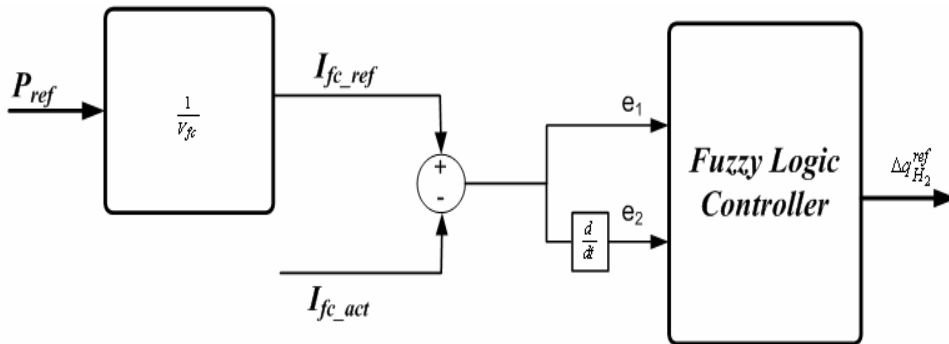 P_ref
1/V_fc
I_fc_ref
+
-
I_fc_act
e₁
d/dt
e₂
Fuzzy Logic
Controller
Δq_H₂^ref